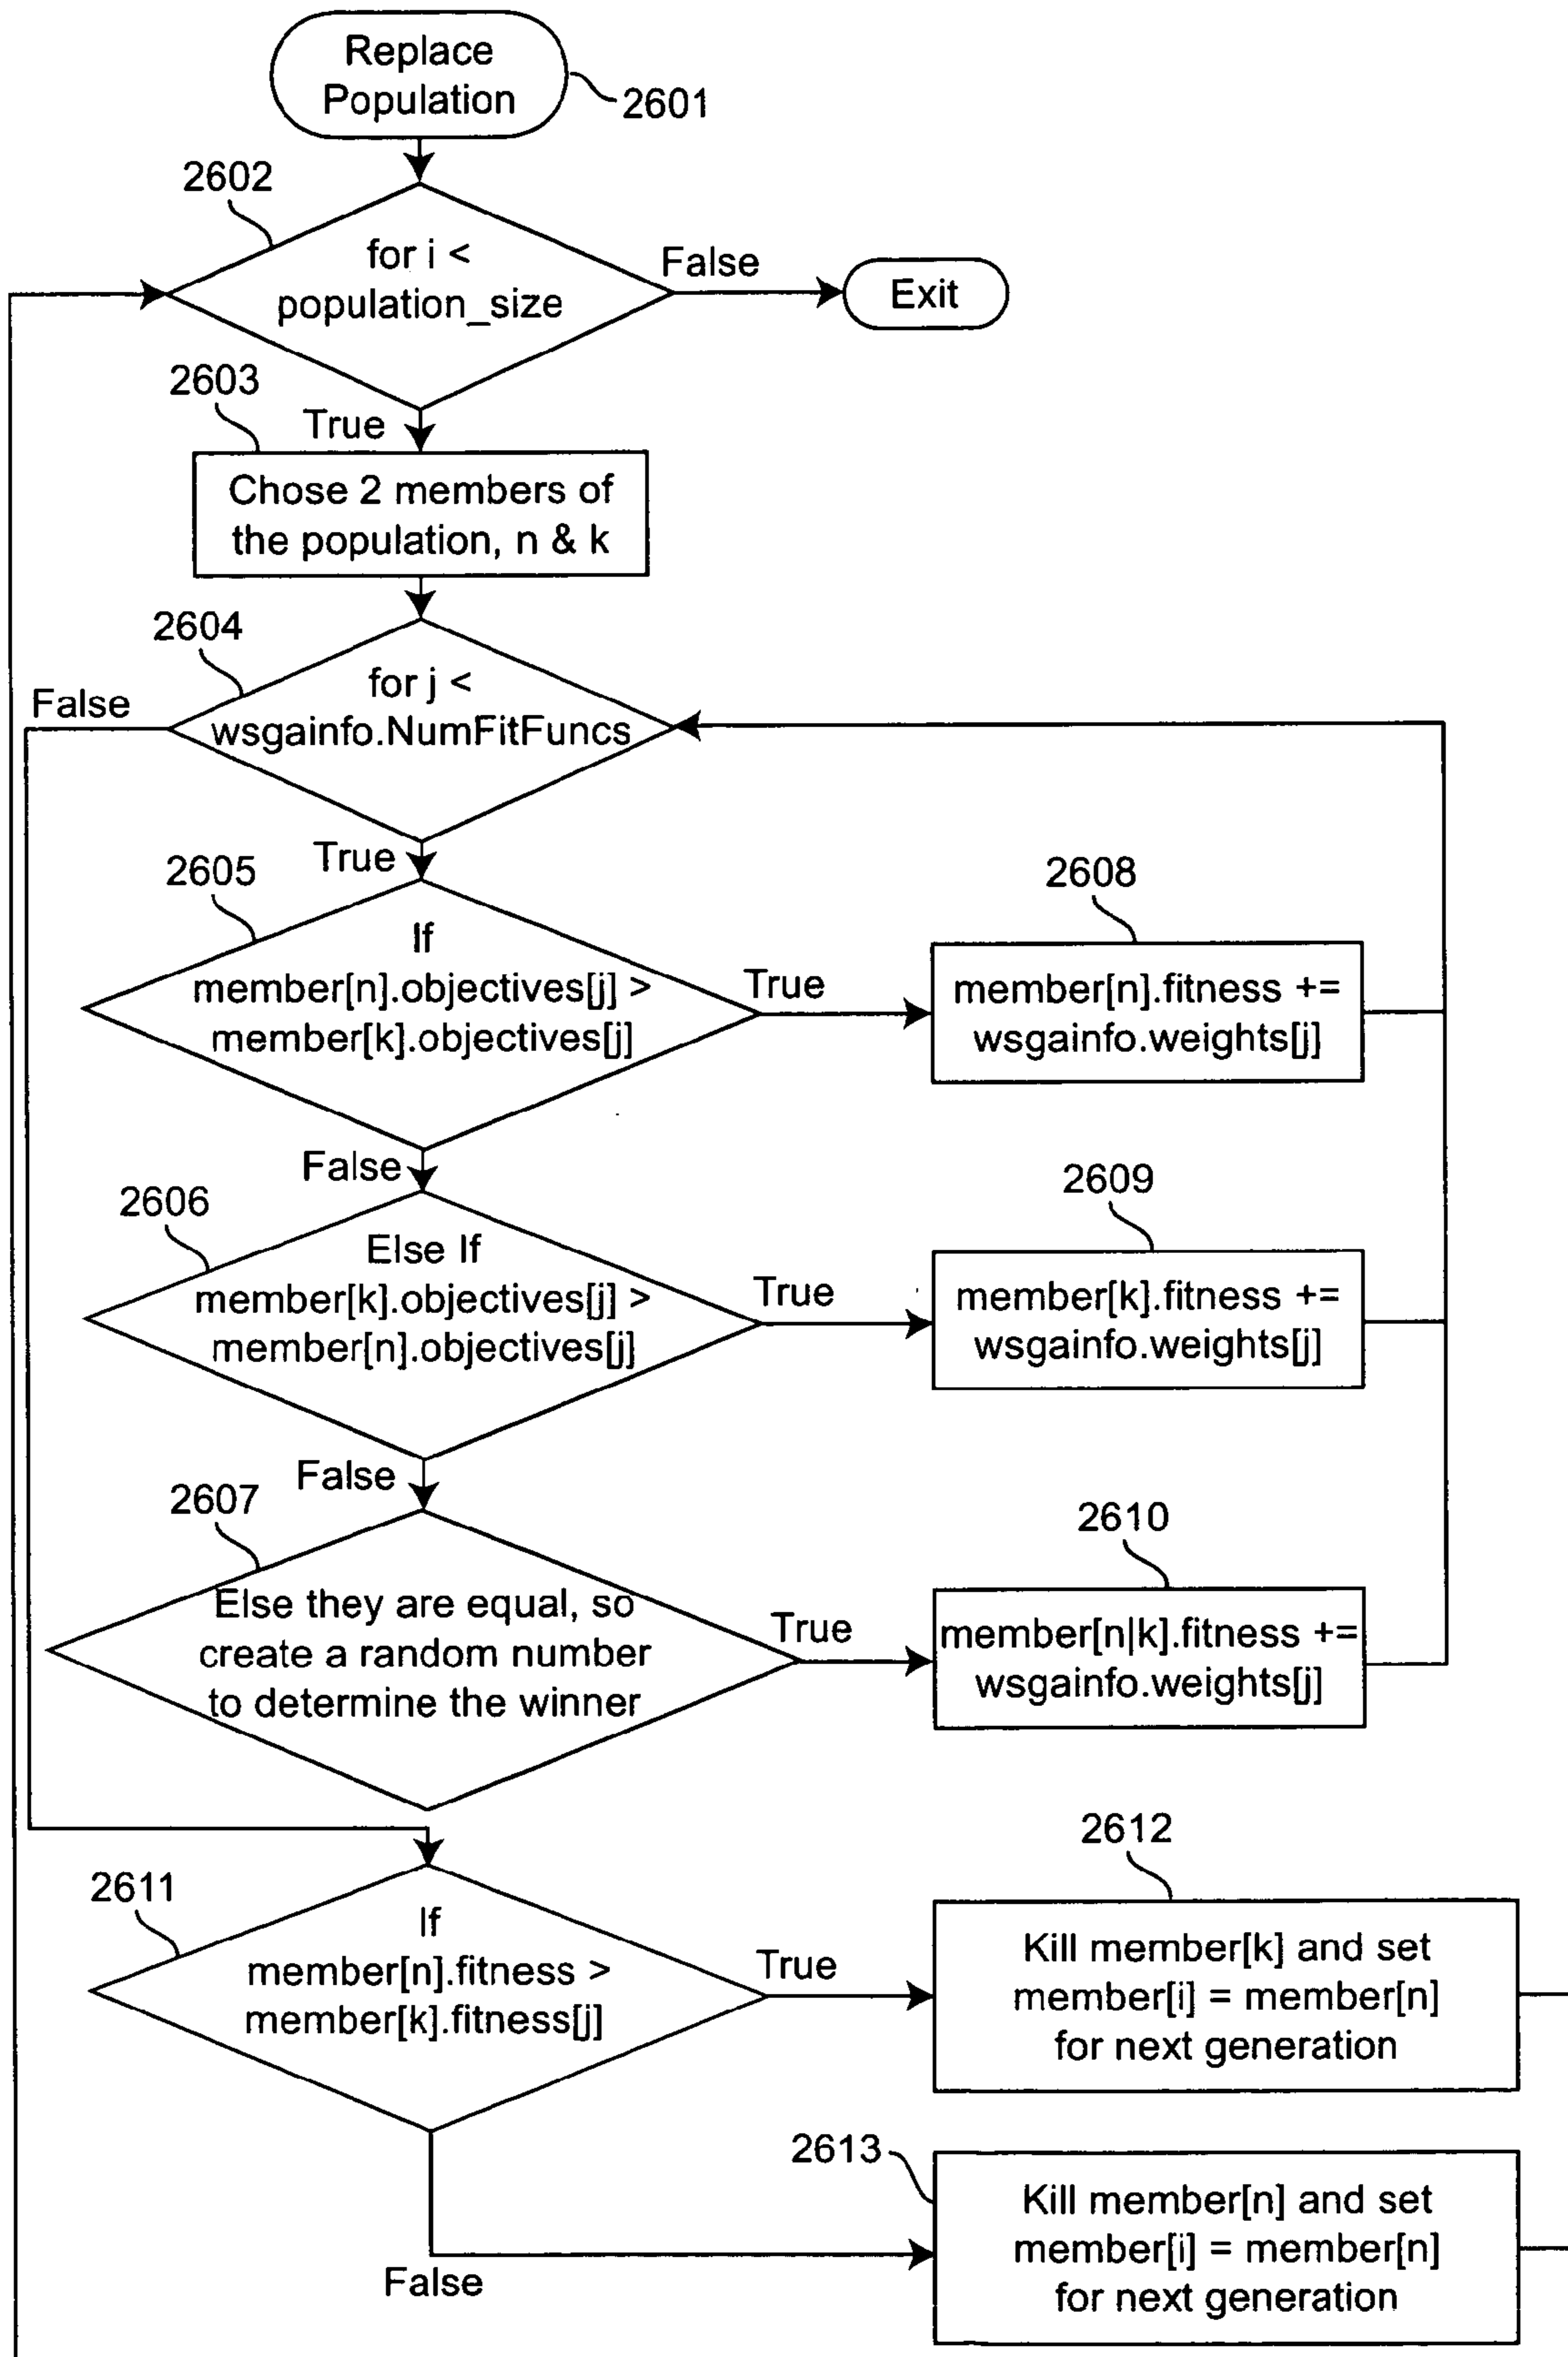 Replace
Population
2601
2602
for i <
population_size
False
Exit
2603
True
Chose 2 members of
the population, n & k
2604
False
for j <
wsgainfo.NumFitFuncs
True
2605
If
member[n].objectives[j] >
member[k].objectives[j]
True
2608
member[n].fitness +=
wsgainfo.weights[j]
False
2606
Else If
member[k].objectives[j] >
member[n].objectives[j]
True
2609
member[k].fitness +=
wsgainfo.weights[j]
False
2607
Else they are equal, so
create a random number
to determine the winner
True
2610
member[n|k].fitness +=
wsgainfo.weights[j]
2611
If
member[n].fitness >
member[k].fitness[j]
True
2612
Kill member[k] and set
member[i] = member[n]
for next generation
False
2613
Kill member[n] and set
member[i] = member[n]
for next generation